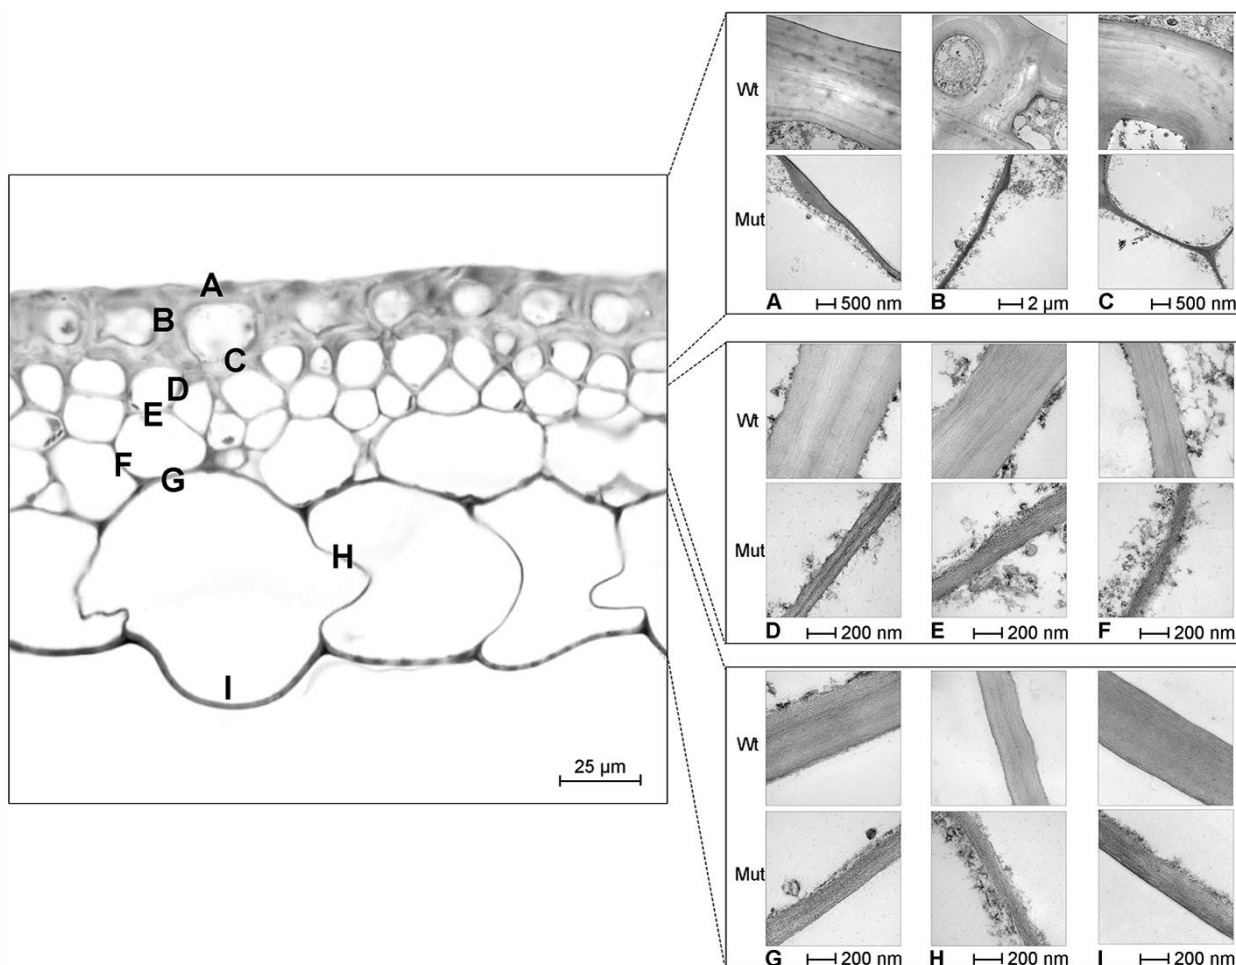 A
B
C
D
E
F
G
H
I
25 µm
Wt
Mut
A 500 nm B 2 µm C 500 nm
Wt
Mut
D 200 nm E 200 nm F 200 nm
Wt
Mut
G 200 nm H 200 nm I 200 nm